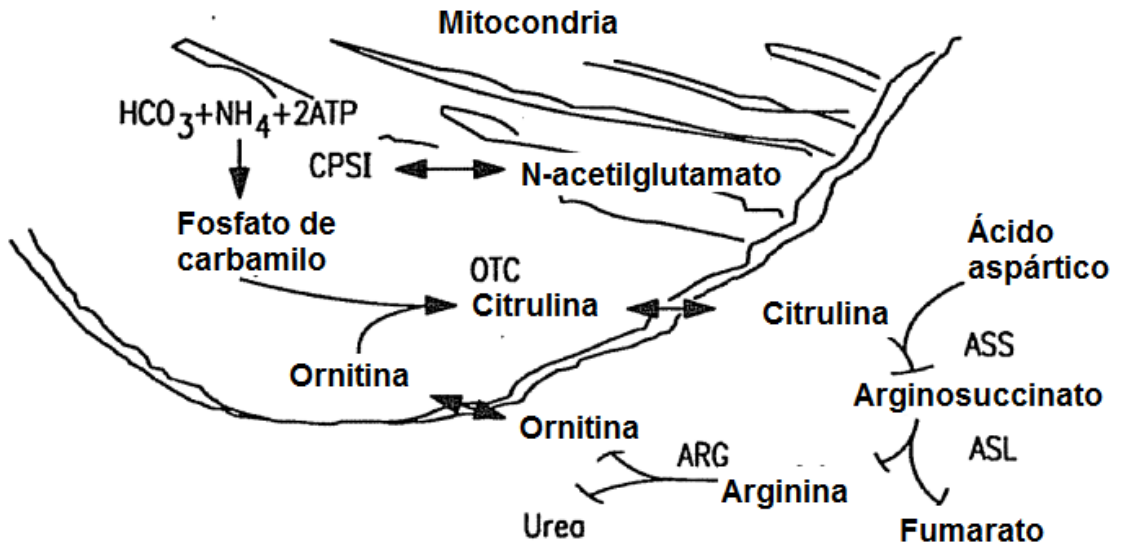 Mitocondria
HCO3+NH4+2ATP
CPSI
N-acetilglutamato
Fosfato de
carbamilo
Ácido
aspártico
OTC
Citrulina
Citrulina
ASS
Ornitina
Arginosuccinato
Ornitina
ARG
ASL
Arginina
Urea
Fumarato